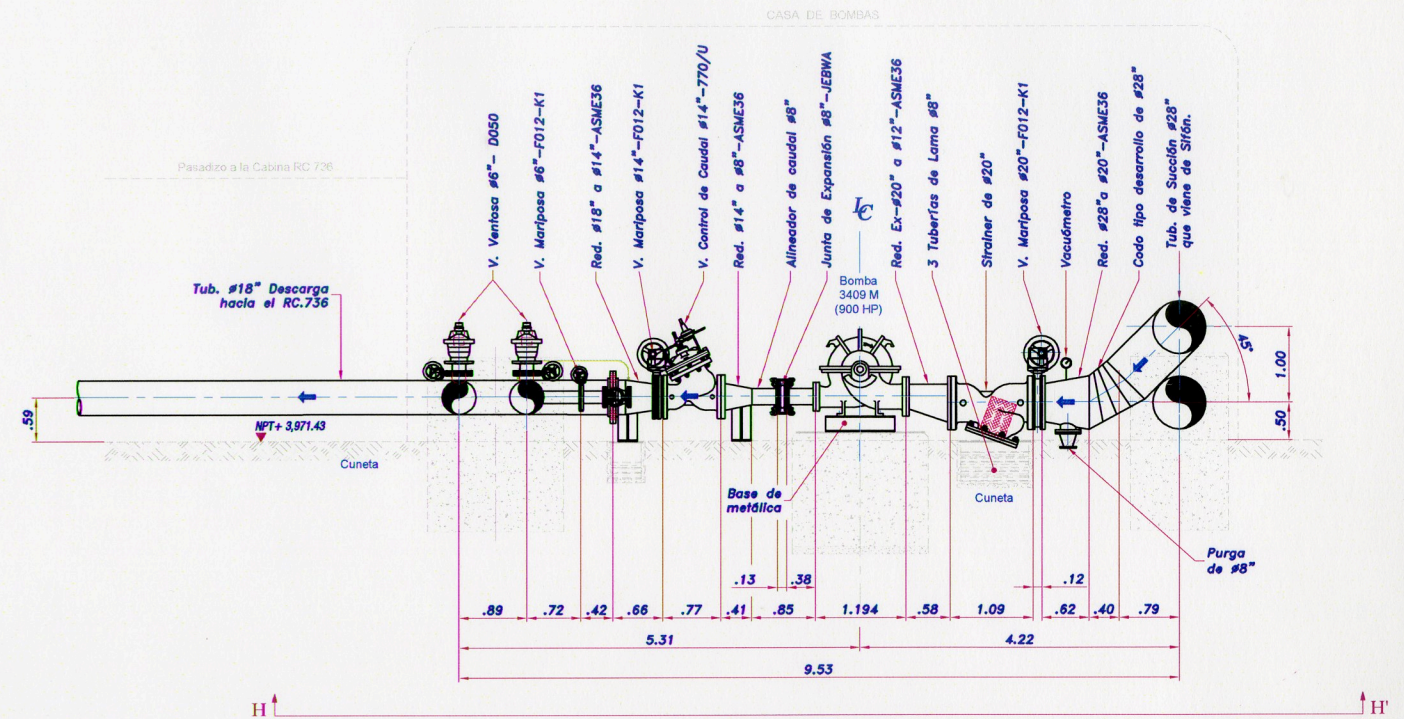 CASA DE BOMBAS
Pasadizo a la Cabina RC 736
V. Ventosa ø6"- D050
V. Mariposa ø6"-F012-K1
Red. ø18" a ø14"-ASME36
V. Mariposa ø14"-F012-K1
V. Control de Caudal ø14"-770/U
Red. ø14" a ø8"-ASME36
Alineador de caudal ø8"
Junta de Expansión ø8"-JEBWA
Red. Ex-ø20" a ø12"-ASME36
3 Tuberías de Lama ø8"
Strainer de ø20"
V. Mariposa ø20"-F012-K1
Vacuómetro
Red. ø28"a ø20"-ASME36
Codo tipo desarrollo de ø28"
Tub. de Succión ø28"
que viene de Sifón.
LC
Bomba
3409 M
(900 HP)
Tub. ø18" Descarga
hacia el RC.736
45°
1.00
.50
.59
NPT+ 3,971.43
Cuneta
Base de
metálica
Cuneta
Purga
de ø8"
.13
.38
.12
.89
.72
.42
.66
.77
.41
.85
1.194
.58
1.09
.62
.40
.79
5.31
4.22
9.53
H
H'